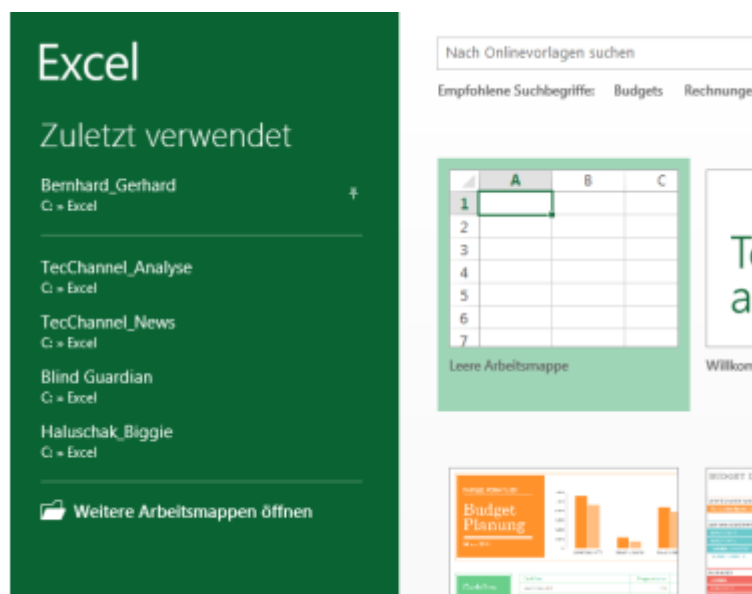 Excel
Zuletzt verwendet
Bernhard_Gerhard
C: » Excel
TecChannel_Analyse
C: » Excel
TecChannel_News
C: » Excel
Blind Guardian
C: » Excel
Haluschak_Biggie
C: » Excel
Weitere Arbeitsmappen öffnen
Nach Onlinevorlagen suchen
Empfohlene Suchbegriffe: Budgets Rechnunge
A B C
1
2
3
4
5
6
7
Leere Arbeitsmappe
Willkom
Budget
Planung